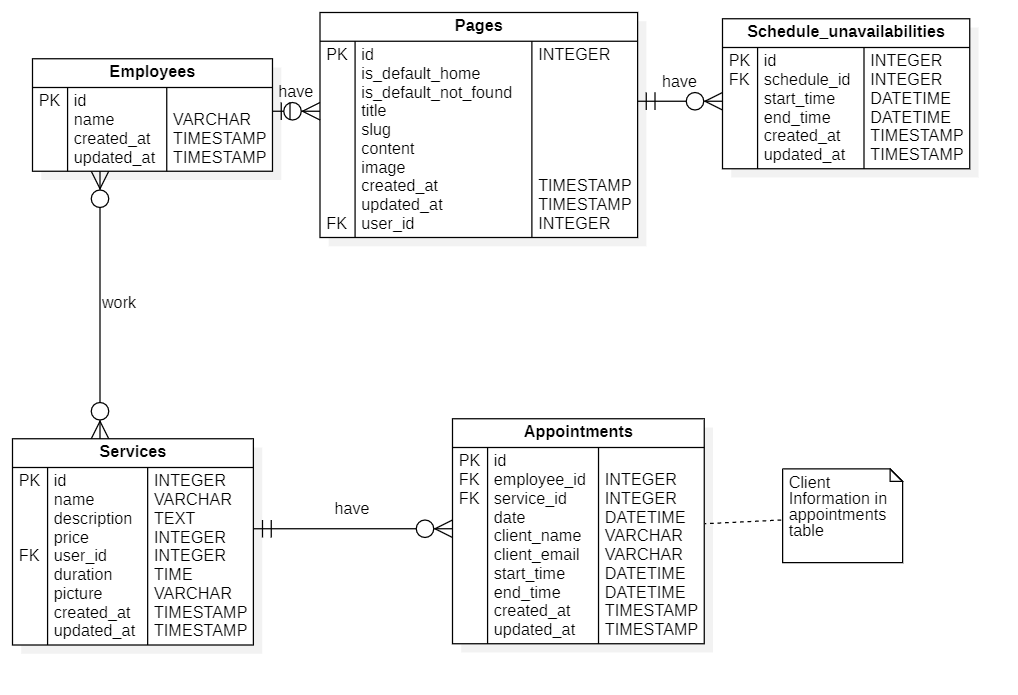 Employees
PK id
name VARCHAR
created_at TIMESTAMP
updated_at TIMESTAMP
have
Pages
PK id INTEGER
is_default_home
is_default_not_found
title
slug
content
image
created_at TIMESTAMP
updated_at TIMESTAMP
FK user_id INTEGER
have
Schedule_unavailabilities
PK id INTEGER
FK schedule_id INTEGER
start_time DATETIME
end_time DATETIME
created_at TIMESTAMP
updated_at TIMESTAMP
work
Services
PK id INTEGER
name VARCHAR
description TEXT
price INTEGER
FK user_id INTEGER
duration TIME
picture VARCHAR
created_at TIMESTAMP
updated_at TIMESTAMP
have
Appointments
PK id
FK employee_id INTEGER
FK service_id INTEGER
date DATETIME
client_name VARCHAR
client_email VARCHAR
start_time DATETIME
end_time DATETIME
created_at TIMESTAMP
updated_at TIMESTAMP
Client
Information in
appointments
table